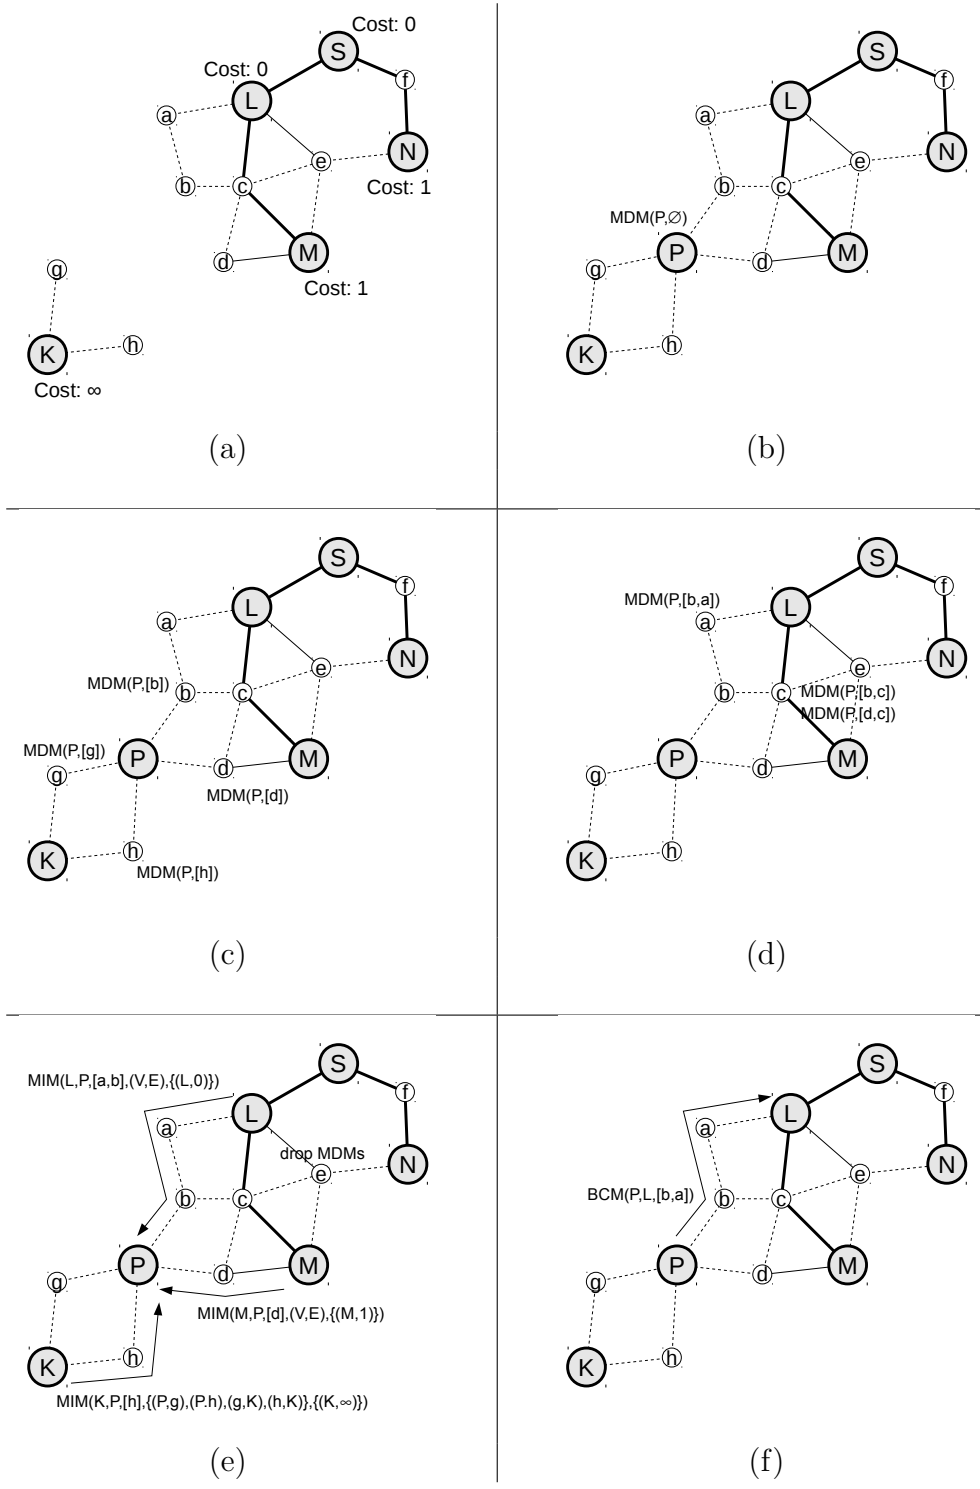 Cost: 0
S
Cost: 0
f
L
a
N
e
Cost: 1
b
c
M
d
Cost: 1
g
K
h
Cost: ∞
(a)
S
f
L
a
N
e
b
c
MDM(P,∅)
P
M
d
g
K
h
(b)
S
f
L
a
N
e
MDM(P,[b])
b
c
MDM(P,[g])
P
M
g
d
MDM(P,[d])
K
h
MDM(P,[h])
(c)
S
f
MDM(P,[b,a])
L
a
N
e
b
c
MDM(P,[b,c])
MDM(P,[d,c])
P
M
g
d
K
h
(d)
S
MIM(L,P,[a,b],(V,E),{(L,0)})
f
L
a
drop MDMs
N
e
b
c
P
M
g
d
MIM(M,P,[d],(V,E),{(M,1)})
K
h
MIM(K,P,[h],{(P,g),(P.h),(g,K),(h,K)},{(K,∞)})
(e)
S
f
L
a
N
e
BCM(P,L,[b,a])
b
c
P
M
g
d
K
h
(f)